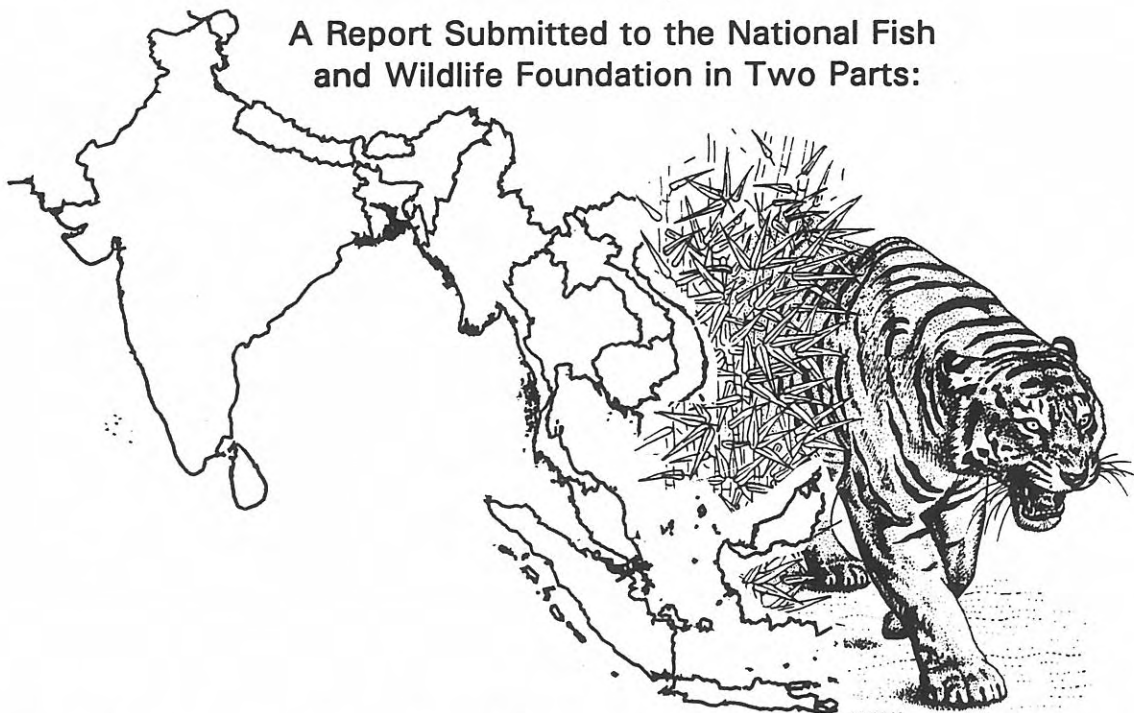 A Report Submitted to the National Fish
and Wildlife Foundation in Two Parts: